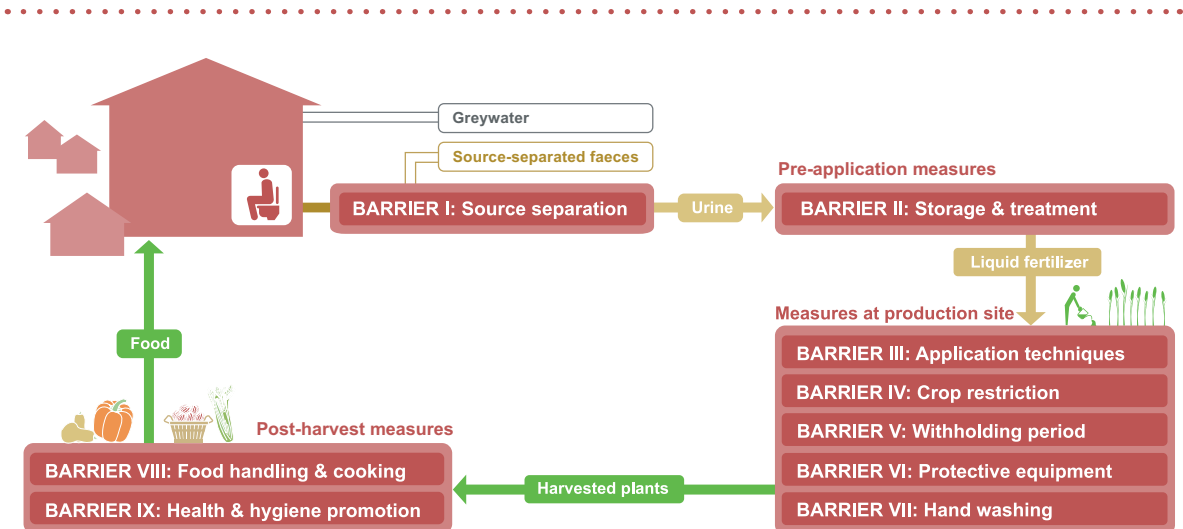 Greywater
Source-separated faeces
Pre-application measures
BARRIER I: Source separation
Urine
BARRIER II: Storage & treatment
Liquid fertilizer
Measures at production site
BARRIER III: Application techniques
Food
BARRIER IV: Crop restriction
Post-harvest measures
BARRIER V: Withholding period
BARRIER VIII: Food handling & cooking
BARRIER VI: Protective equipment
Harvested plants
BARRIER IX: Health & hygiene promotion
BARRIER VII: Hand washing